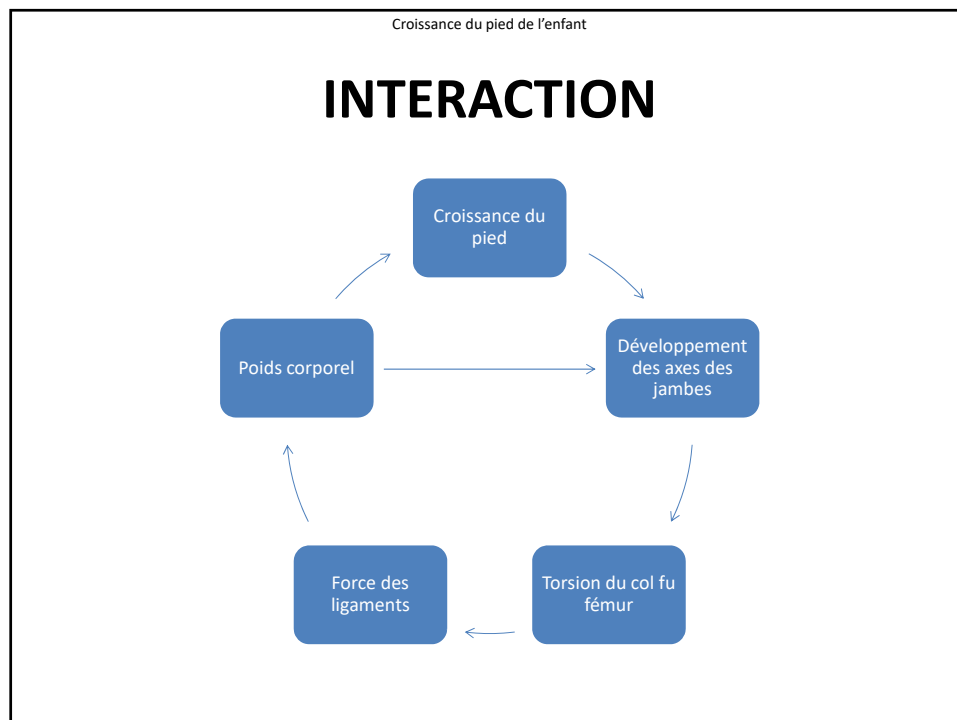 Croissance du pied de l’enfant
INTERACTION
Croissance du
pied
Développement
des axes des
jambes
Torsion du col fu
fémur
Force des
ligaments
Poids corporel